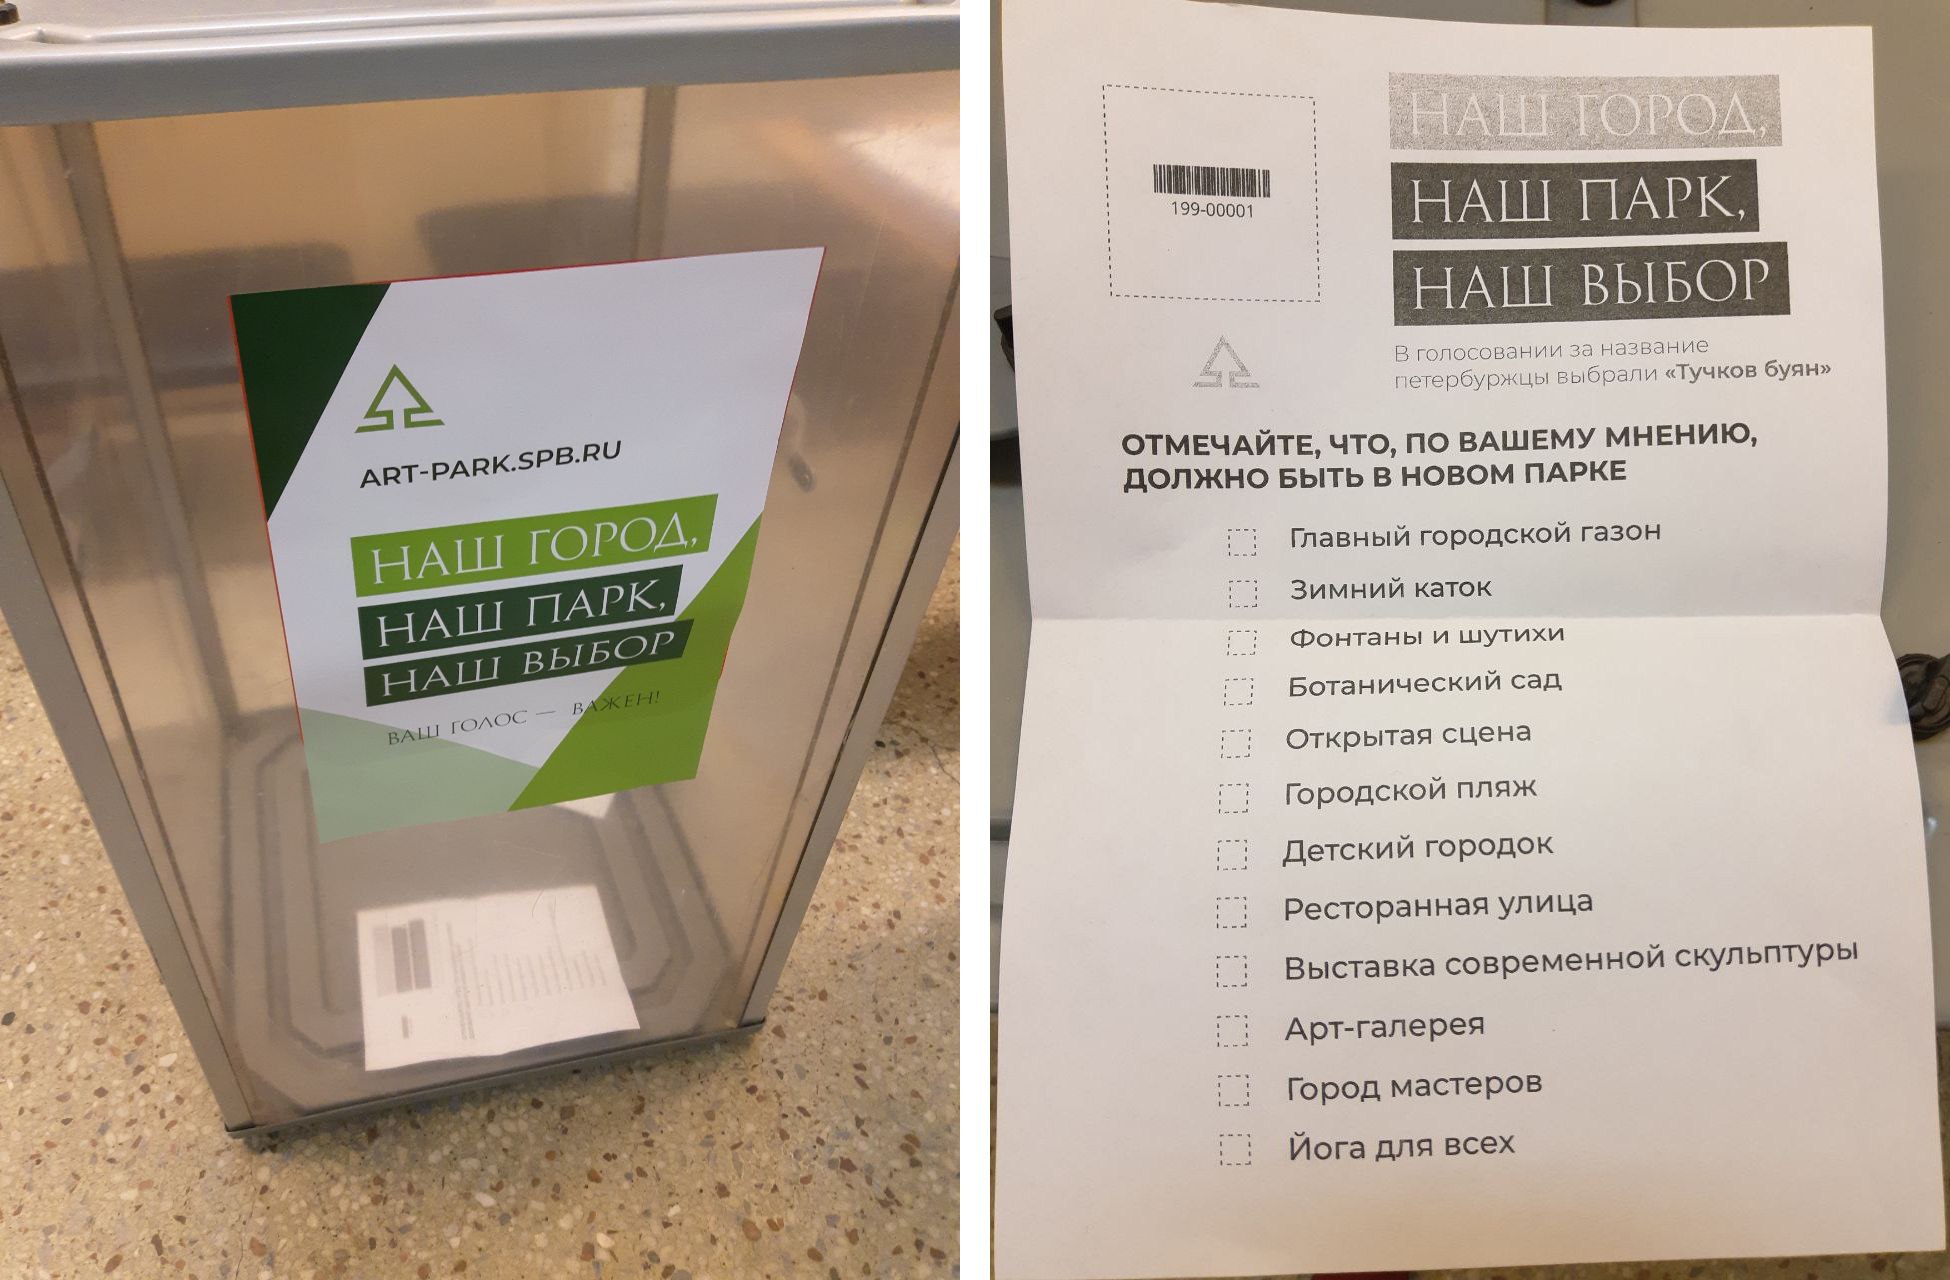 ART-PARK.SPB.RU
НАШ ГОРОД,
НАШ ПАРК,
НАШ ВЫБОР
ВАШ ГОЛОС — ВАЖЕН!
199-00001
НАШ ГОРОД,
НАШ ПАРК,
НАШ ВЫБОР
В голосовании за название
петербуржцы выбрали «Тучков буян»
ОТМЕЧАЙТЕ, ЧТО, ПО ВАШЕМУ МНЕНИЮ,
ДОЛЖНО БЫТЬ В НОВОМ ПАРКЕ
Главный городской газон
Зимний каток
Фонтаны и шутихи
Ботанический сад
Открытая сцена
Городской пляж
Детский городок
Ресторанная улица
Выставка современной скульптуры
Арт-галерея
Город мастеров
Йога для всех